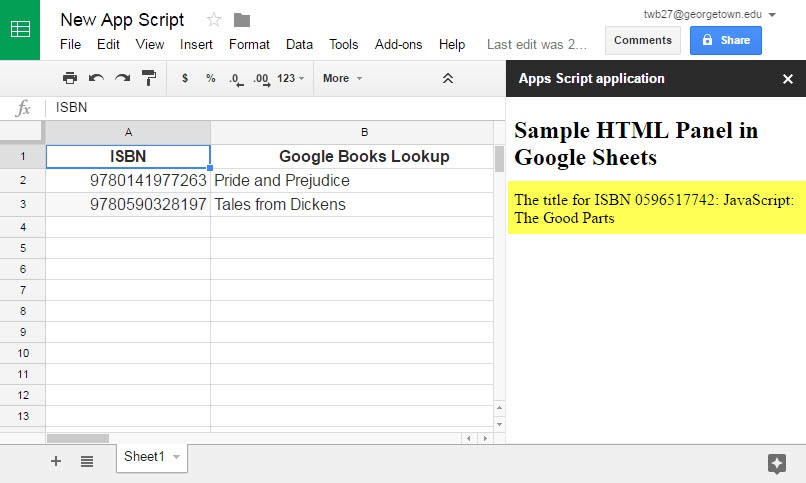 New App Script
twb27@georgetown.edu
File Edit View Insert Format Data Tools Add-ons Help Last edit was 2...
Comments
Share
$ % .0 .00 123 More
Apps Script application
fx ISBN
A B
1 ISBN Google Books Lookup
2 9780141977263 Pride and Prejudice
3 9780590328197 Tales from Dickens
4
5
6
7
8
9
10
11
12
13
Sheet1
Sample HTML Panel in
Google Sheets
The title for ISBN 0596517742: JavaScript:
The Good Parts